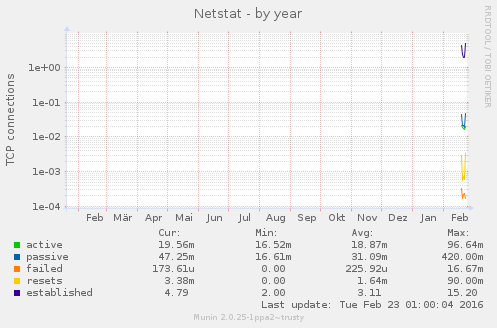 Netstat - by year
RRDTOOL / TOBI OETIKER
TCP connections
1e+00
1e-01
1e-02
1e-03
1e-04
Feb Mär Apr Mai Jun Jul Aug Sep Okt Nov Dez Jan Feb
Cur: Min: Avg: Max:
active 19.56m 16.52m 18.87m 96.64m
passive 47.25m 16.61m 31.09m 420.00m
failed 173.61u 0.00 225.92u 16.67m
resets 3.38m 0.00 1.64m 90.00m
established 4.79 2.00 3.11 15.20
Last update: Tue Feb 23 01:00:04 2016
Munin 2.0.25-1ppa2~trusty